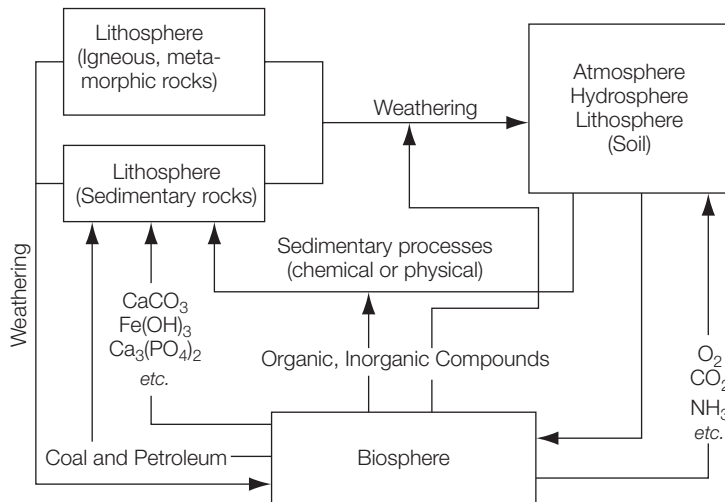 Lithosphere
(Igneous, meta-
morphic rocks)
Atmosphere
Hydrosphere
Lithosphere
(Soil)
Weathering
Lithosphere
(Sedimentary rocks)
Sedimentary processes
(chemical or physical)
Weathering
CaCO₃
Fe(OH)₃
Ca₃(PO₄)₂
etc.
Organic, Inorganic Compounds
O₂
CO₂
NH₃
etc.
Coal and Petroleum
Biosphere